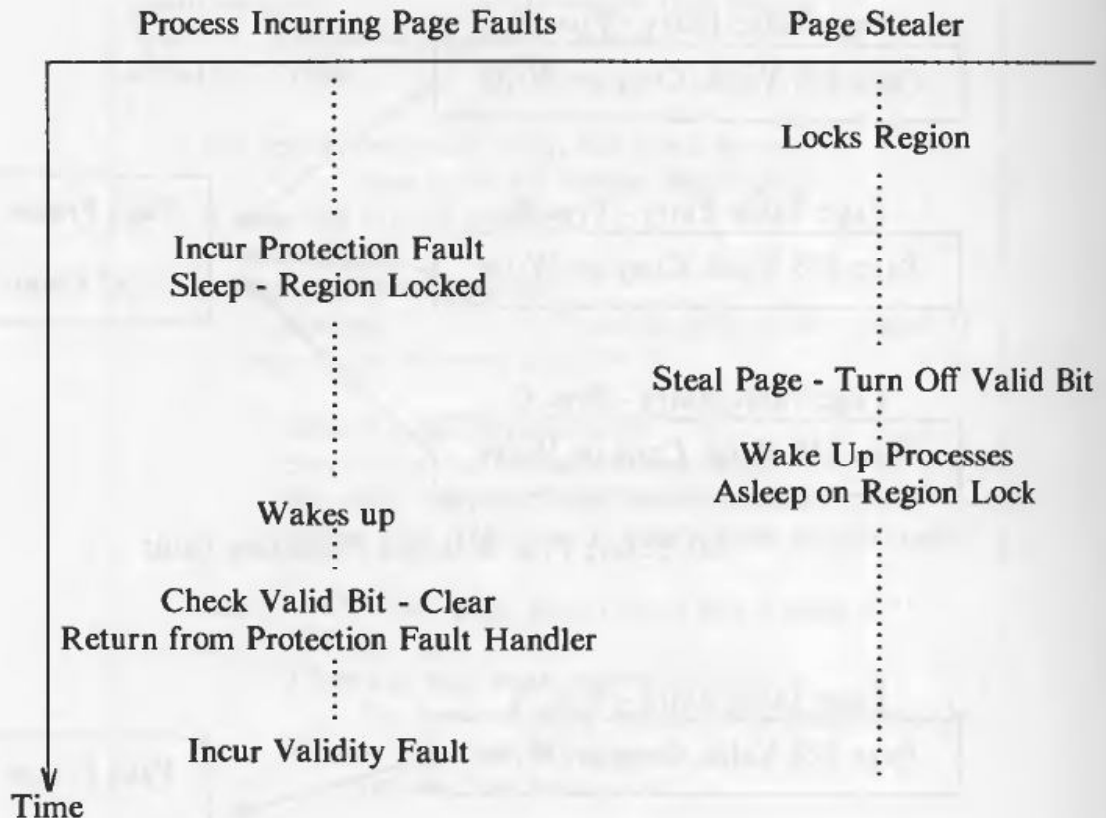 Process Incurring Page Faults
Page Stealer
Locks Region
Incur Protection Fault
Sleep - Region Locked
Steal Page - Turn Off Valid Bit
Wake Up Processes
Asleep on Region Lock
Wakes up
Check Valid Bit - Clear
Return from Protection Fault Handler
Incur Validity Fault
Time